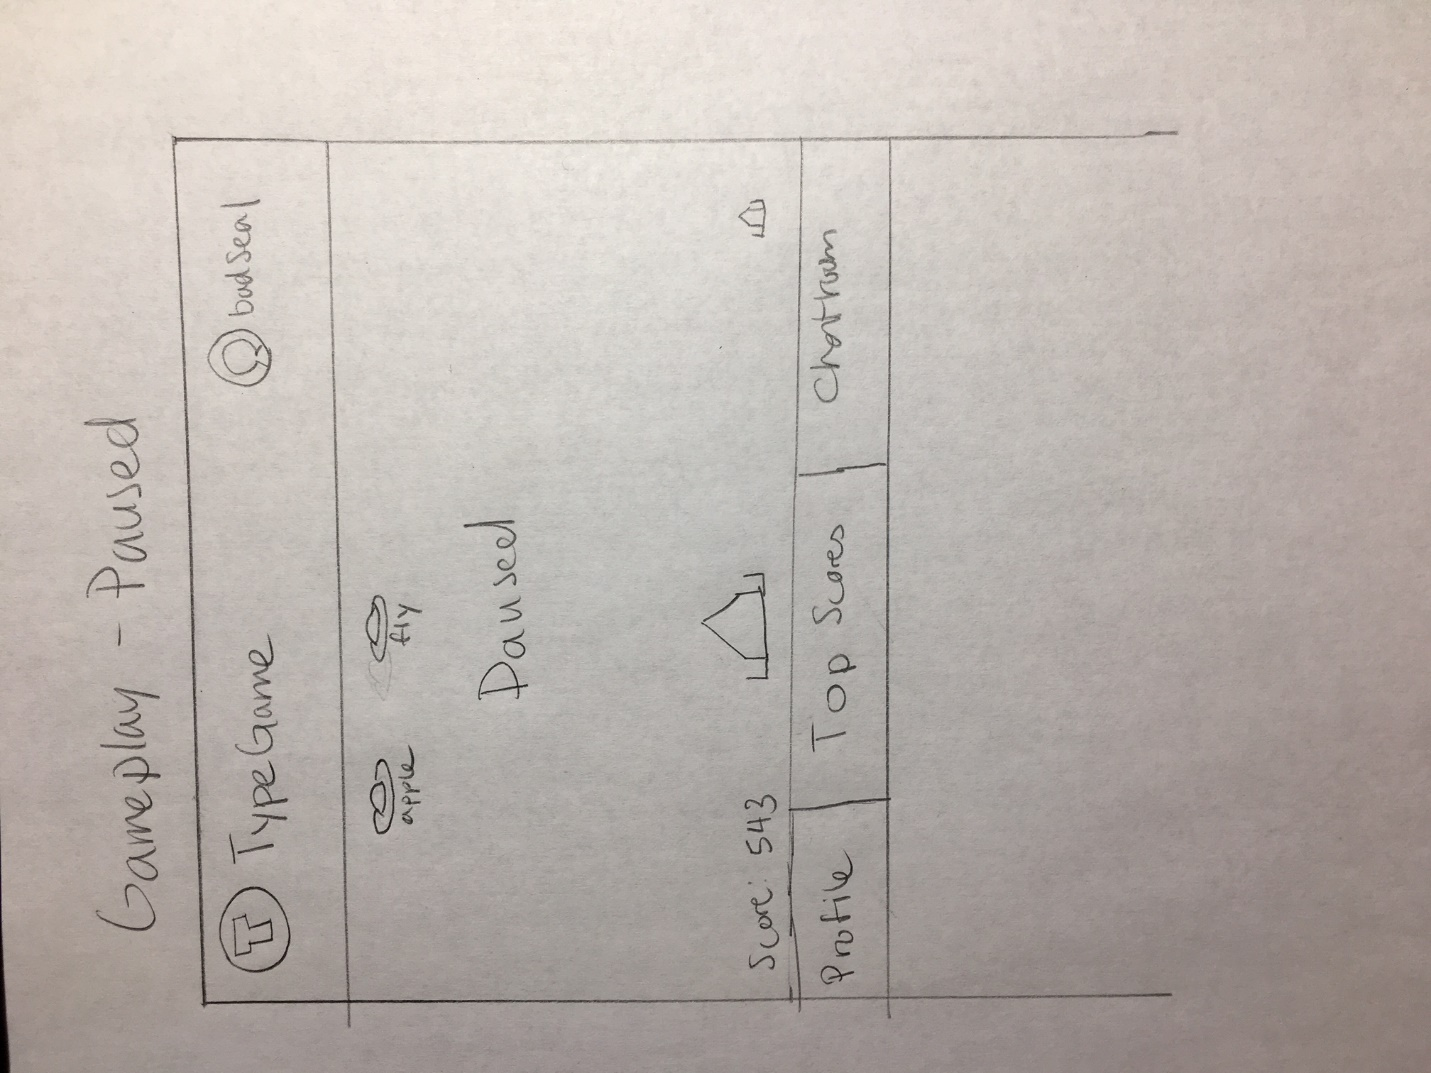 Gameplay - Paused
T TypeGame badseal
apple fly
Paused
Score: 543
Profile Top Scores Chatroom